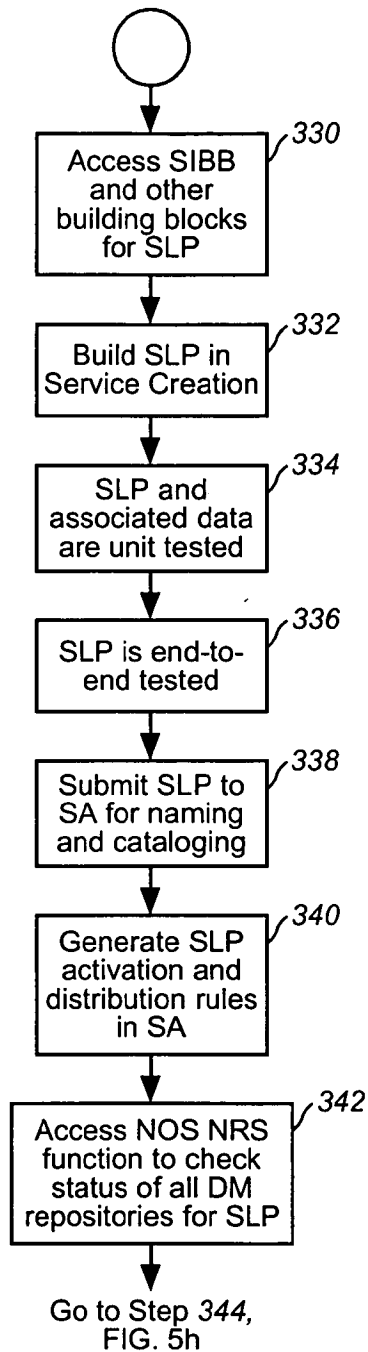 330
Access SIBB
and other
building blocks
for SLP
332
Build SLP in
Service Creation
334
SLP and
associated data
are unit tested
336
SLP is end-to-
end tested
338
Submit SLP to
SA for naming
and cataloging
340
Generate SLP
activation and
distribution rules
in SA
342
Access NOS NRS
function to check
status of all DM
repositories for SLP
Go to Step 344,
FIG. 5h